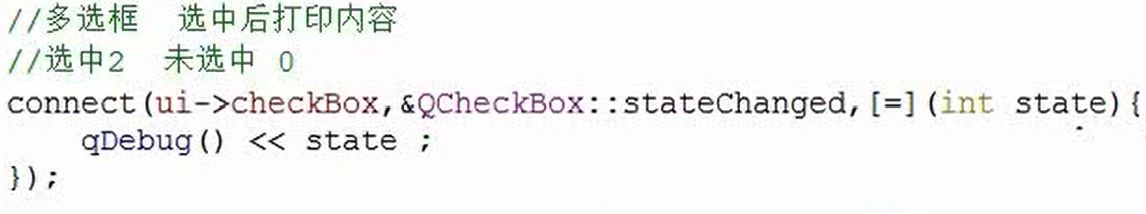 //多选框  选中后打印内容
//选中2  未选中 0
connect(ui->checkBox,&QCheckBox::stateChanged,[=](int state){
    qDebug() << state ;
});